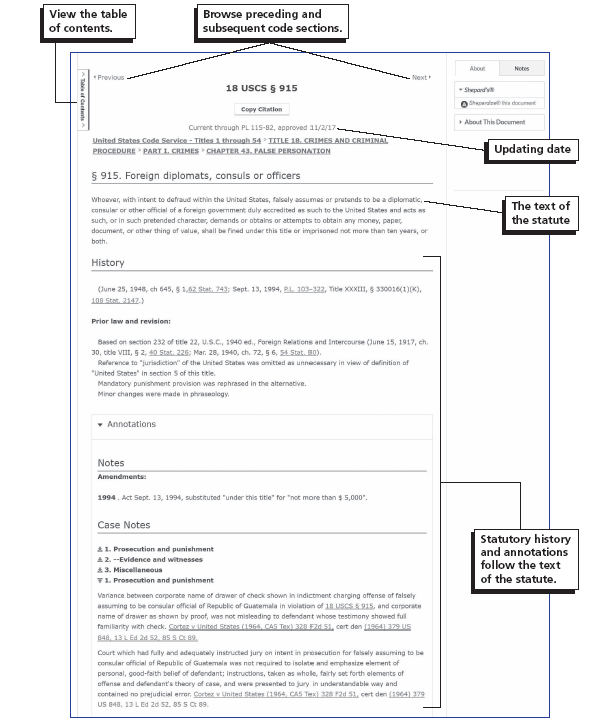 View the table
of contents.
Browse preceding and
subsequent code sections.
Previous
Next
Table of Contents
18 USCS § 915
Copy Citation
Current through PL 115-82, approved 11/2/17
United States Code Service - Titles 1 through 54 > TITLE 18. CRIMES AND CRIMINAL
PROCEDURE > PART I. CRIMES > CHAPTER 43. FALSE PERSONATION
About
Notes
Shepard's®
Shepardize® this document
About This Document
Updating date
§ 915. Foreign diplomats, consuls or officers
Whoever, with intent to defraud within the United States, falsely assumes or pretends to be a diplomatic,
consular or other official of a foreign government duly accredited as such to the United States and acts as
such, or in such pretended character, demands or obtains or attempts to obtain any money, paper,
document, or other thing of value, shall be fined under this title or imprisoned not more than ten years, or
both.
The text of
the statute
History
(June 25, 1948, ch 645, § 1,62 Stat. 743; Sept. 13, 1994, P.L. 103-322, Title XXXIII, § 330016(1)(K),
108 Stat. 2147.)
Prior law and revision:
Based on section 232 of title 22, U.S.C., 1940 ed., Foreign Relations and Intercourse (June 15, 1917, ch.
30, title VIII, § 2, 40 Stat. 226; Mar. 28, 1940, ch. 72, § 6, 54 Stat. 80).
Reference to "jurisdiction" of the United States was omitted as unnecessary in view of definition of
"United States" in section 5 of this title.
Mandatory punishment provision was rephrased in the alternative.
Minor changes were made in phraseology.
Annotations
Notes
Amendments:
1994 . Act Sept. 13, 1994, substituted "under this title" for "not more than $ 5,000".
Case Notes
1. Prosecution and punishment
2. --Evidence and witnesses
3. Miscellaneous
1. Prosecution and punishment
Variance between corporate name of drawer of check shown in indictment charging offense of falsely
assuming to be consular official of Republic of Guatemala in violation of 18 USCS § 915, and corporate
name of drawer as shown by proof, was not misleading to defendant whose testimony showed full
familiarity with check. Cortez v United States (1964, CA5 Tex) 328 F2d 51, cert den (1964) 379 US
848, 13 L Ed 2d 52, 85 S Ct 89.
Court which had fully and adequately instructed jury on intent in prosecution for falsely assuming to be
consular official of Republic of Guatemala was not required to isolate and emphasize element of
personal, good-faith belief of defendant; instructions, taken as whole, fairly set forth elements of
offense and defendant's theory of case, and were presented to jury in understandable way and
contained no prejudicial error. Cortez v United States (1964, CA5 Tex) 328 F2d 51, cert den (1964) 379
US 848, 13 L Ed 2d 52, 85 S Ct 89.
Statutory history
and annotations
follow the text
of the statute.